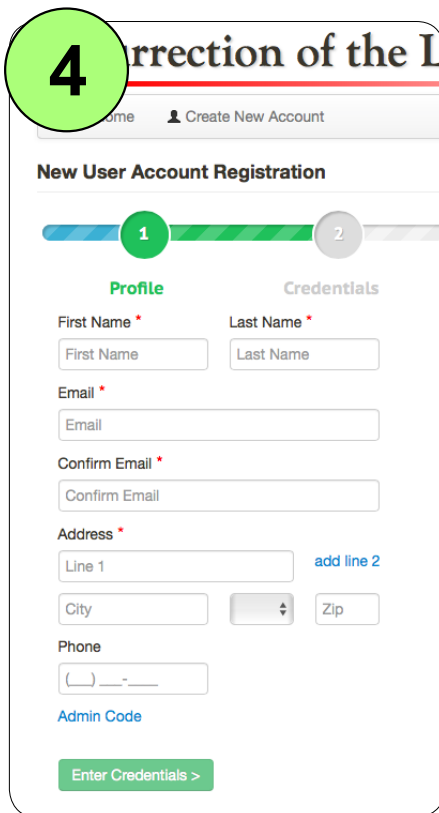 4
rrection of the L
ome Create New Account
New User Account Registration
1 2
Profile Credentials
First Name * Last Name *
First Name Last Name
Email *
Email
Confirm Email *
Confirm Email
Address *
Line 1 add line 2
City Zip
Phone
(__) ___-____
Admin Code
Enter Credentials >